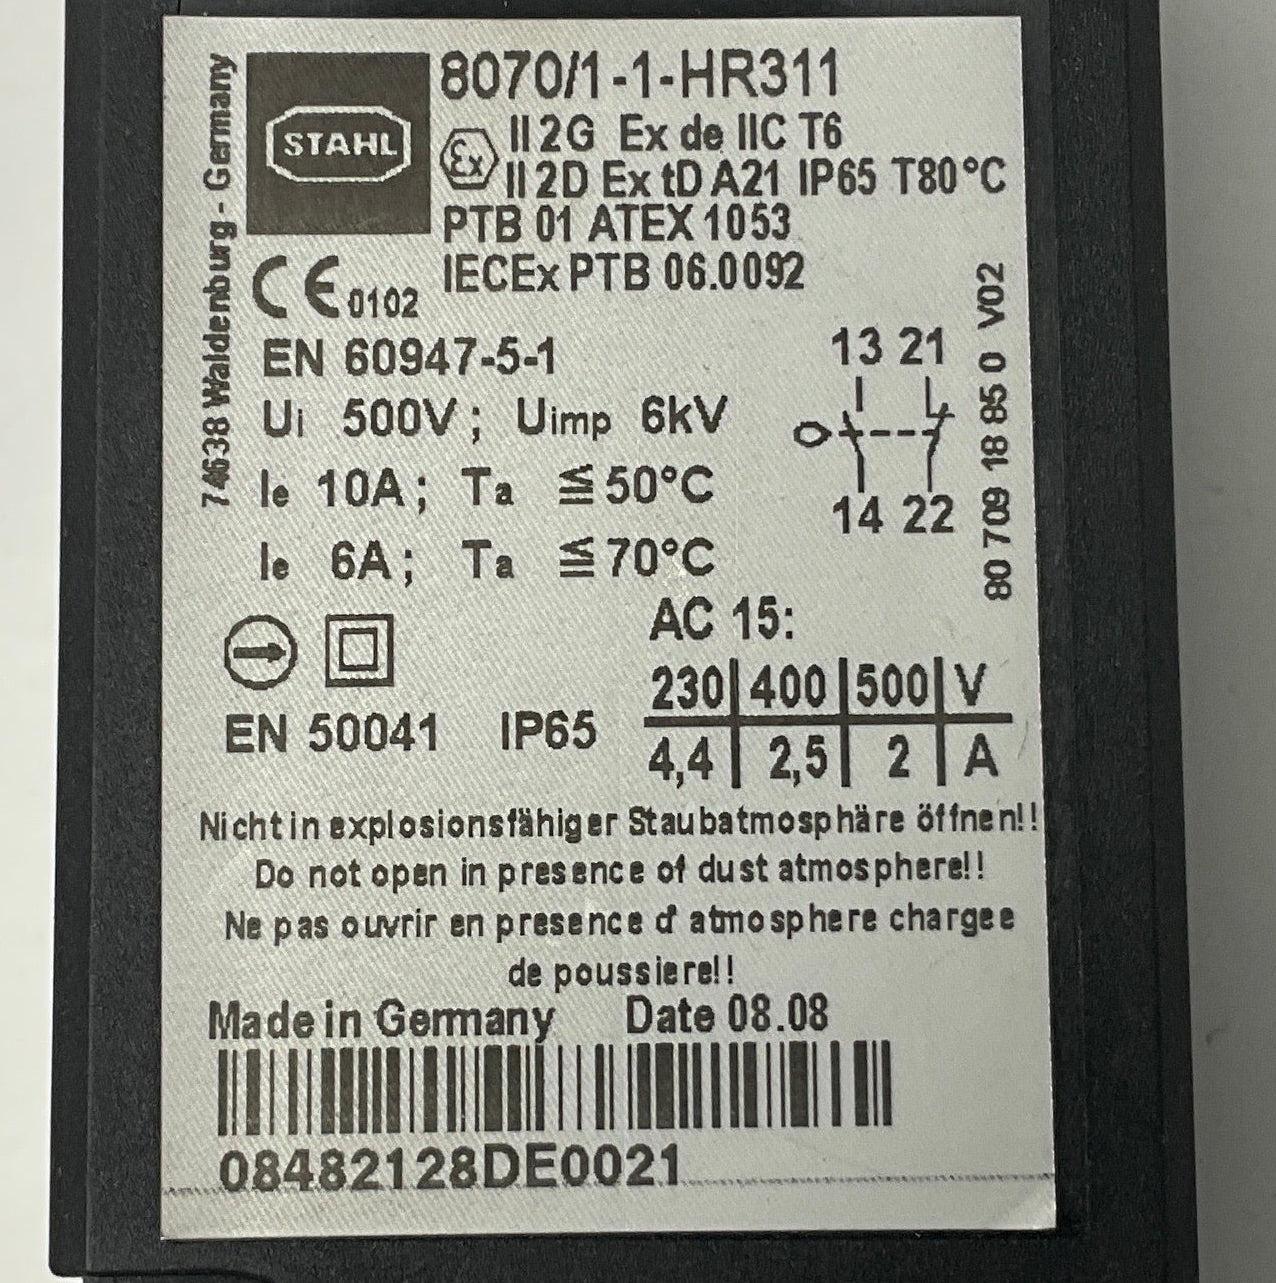 74638 Waldenburg - Germany
STAHL
8070/1-1-HR311
Ex
II 2G Ex de IIC T6
II 2D Ex tD A21 IP65 T80°C
PTB 01 ATEX 1053
IECEx PTB 06.0092
CE 0102
EN 60947-5-1
Ui 500V; Uimp 6kV
Ie 10A; Ta ≦50°C
Ie 6A; Ta ≦70°C
13 21
14 22
80 709 18 85 0 V02
AC 15:
230 | 400 | 500 | V
4,4 | 2,5 | 2 | A
EN 50041 IP65
Nicht in explosionsfähiger Staubatmosphäre öffnen!!
Do not open in presence of dust atmosphere!!
Ne pas ouvrir en presence d' atmosphere chargee
de poussiere!!
Made in Germany Date 08.08
08482128DE0021